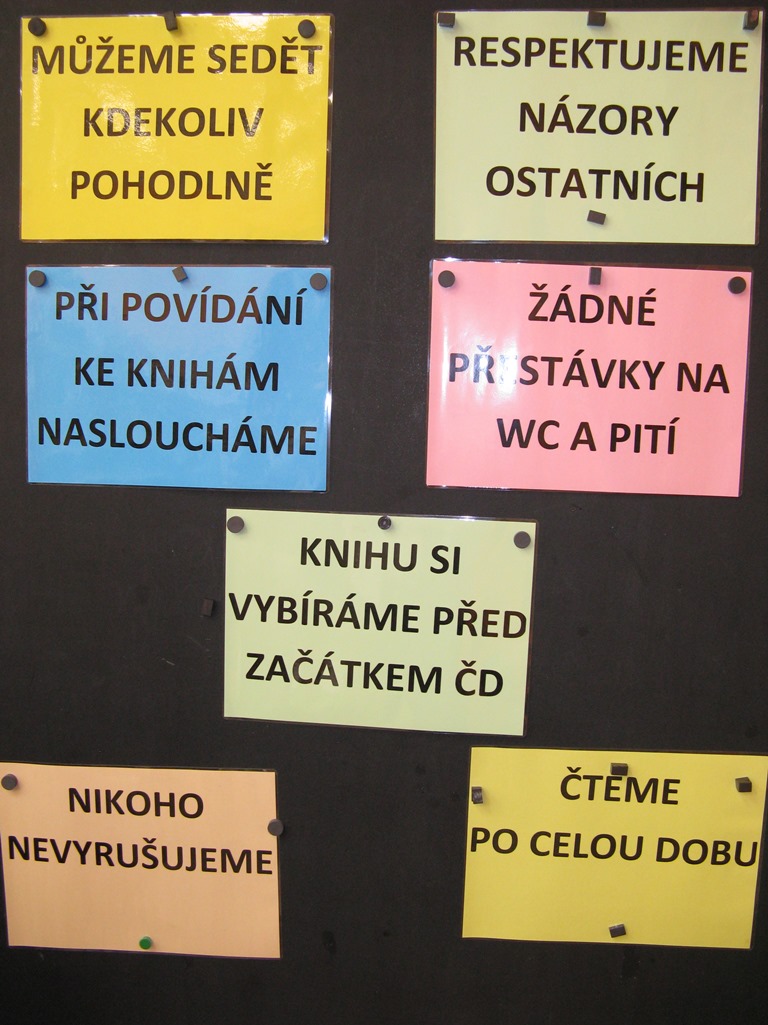 MŮŽEME SEDĚT
KDEKOLIV
POHODLNĚ
RESPEKTUJEME
NÁZORY
OSTATNÍCH
PŘI POVÍDÁNÍ
KE KNIHÁM
NASLOUCHÁME
ŽÁDNÉ
PŘESTÁVKY NA
WC A PITÍ
KNIHU SI
VYBÍRÁME PŘED
ZAČÁTKEM ČD
NIKOHO
NEVYRUŠUJEME
ČTEME
PO CELOU DOBU